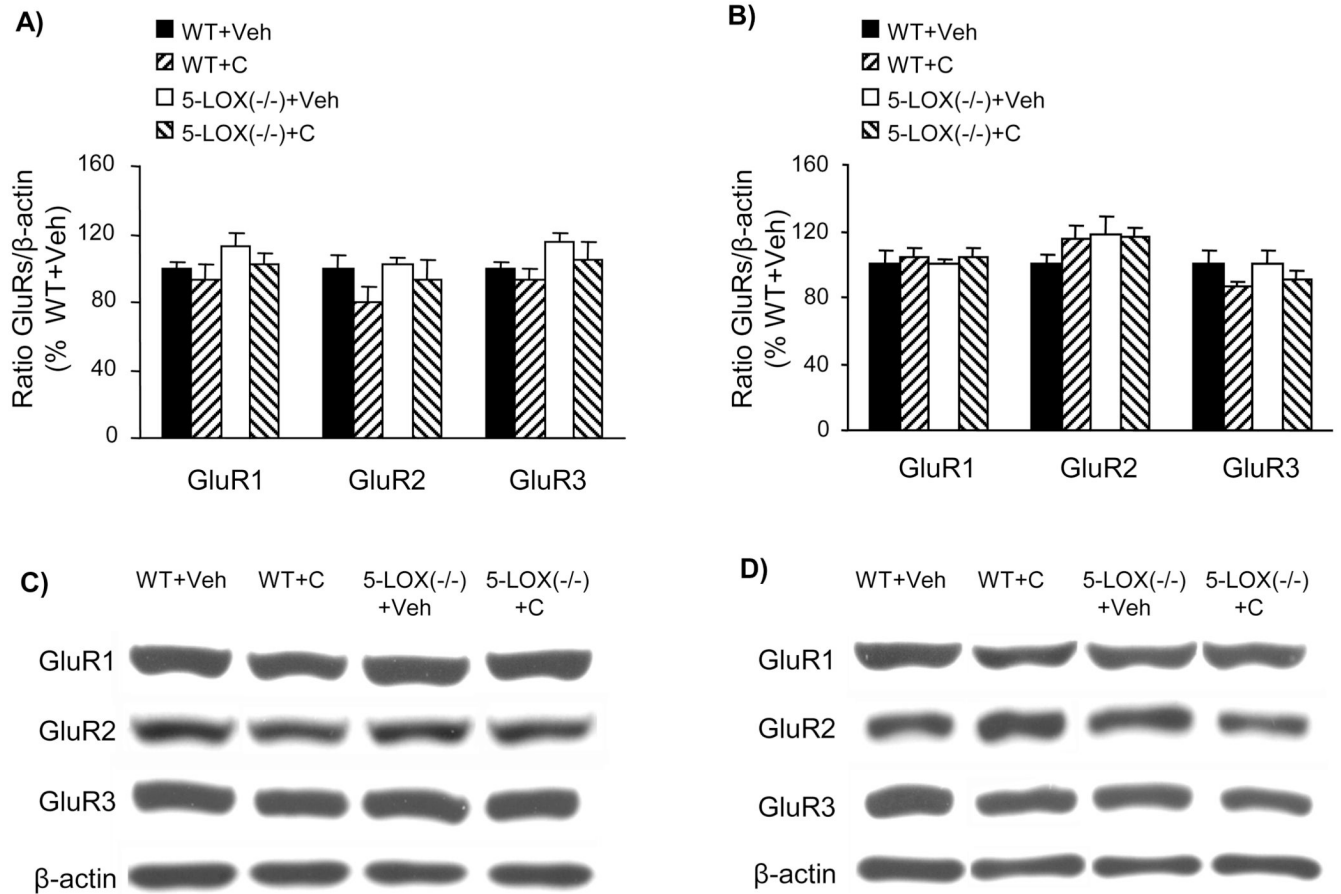 A)
WT+Veh
WT+C
5-LOX(-/-)+Veh
5-LOX(-/-)+C
Ratio GluRs/β-actin
(% WT+Veh)
160
120
80
40
0
GluR1 GluR2 GluR3
B)
WT+Veh
WT+C
5-LOX(-/-)+Veh
5-LOX(-/-)+C
Ratio GluRs/β-actin
(% WT+Veh)
160
120
80
40
0
GluR1 GluR2 GluR3
C)
WT+Veh WT+C 5-LOX(-/-) 5-LOX(-/-)
+Veh +C
GluR1
GluR2
GluR3
β-actin
D)
WT+Veh WT+C 5-LOX(-/-) 5-LOX(-/-)
+Veh +C
GluR1
GluR2
GluR3
β-actin